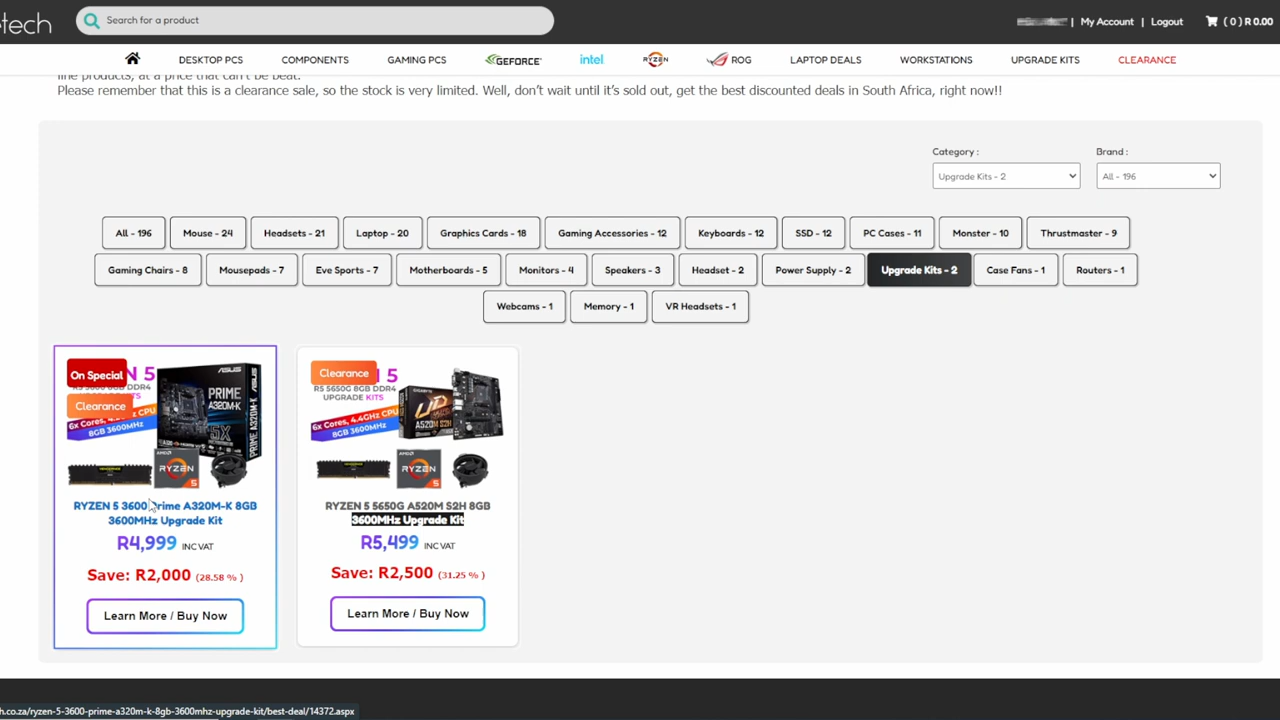 etech
Search for a product
| My Account | Logout
( 0 ) R 0.00
DESKTOP PCS COMPONENTS GAMING PCS GEFORCE intel RYZEN ROG LAPTOP DEALS WORKSTATIONS UPGRADE KITS CLEARANCE
line products, at a price that can't be beat.
Please remember that this is a clearance sale, so the stock is very limited. Well, don't wait until it's sold out, get the best discounted deals in South Africa, right now!!
Category : Brand :
Upgrade Kits - 2 All - 196
All - 196 Mouse - 24 Headsets - 21 Laptop - 20 Graphics Cards - 18 Gaming Accessories - 12 Keyboards - 12 SSD - 12 PC Cases - 11 Monster - 10 Thrustmaster - 9
Gaming Chairs - 8 Mousepads - 7 Eve Sports - 7 Motherboards - 5 Monitors - 4 Speakers - 3 Headset - 2 Power Supply - 2 Upgrade Kits - 2 Case Fans - 1 Routers - 1
Webcams - 1 Memory - 1 VR Headsets - 1
On Special
N 5
R5 3600 8GB DDR4
Clearance
6x Cores, 4.2GHz CPU
8GB 3600MHz
ASUS
PRIME
A320M-K
PRIME A320M-K
RYZEN
5
RYZEN 5 3600 Prime A320M-K 8GB
3600MHz Upgrade Kit
R4,999 INC VAT
Save: R2,000 (28.58 % )
Learn More / Buy Now
Clearance
5
R5 5650G 8GB DDR4
UPGRADE KITS
6x Cores, 4.4GHz CPU
8GB 3600MHz
GIGABYTE
UD
A520M S2H
AMD
RYZEN
5
RYZEN 5 5650G A520M S2H 8GB
3600MHz Upgrade Kit
R5,499 INC VAT
Save: R2,500 (31.25 % )
Learn More / Buy Now
h.co.za/ryzen-5-3600-prime-a320m-k-8gb-3600mhz-upgrade-kit/best-deal/14372.aspx